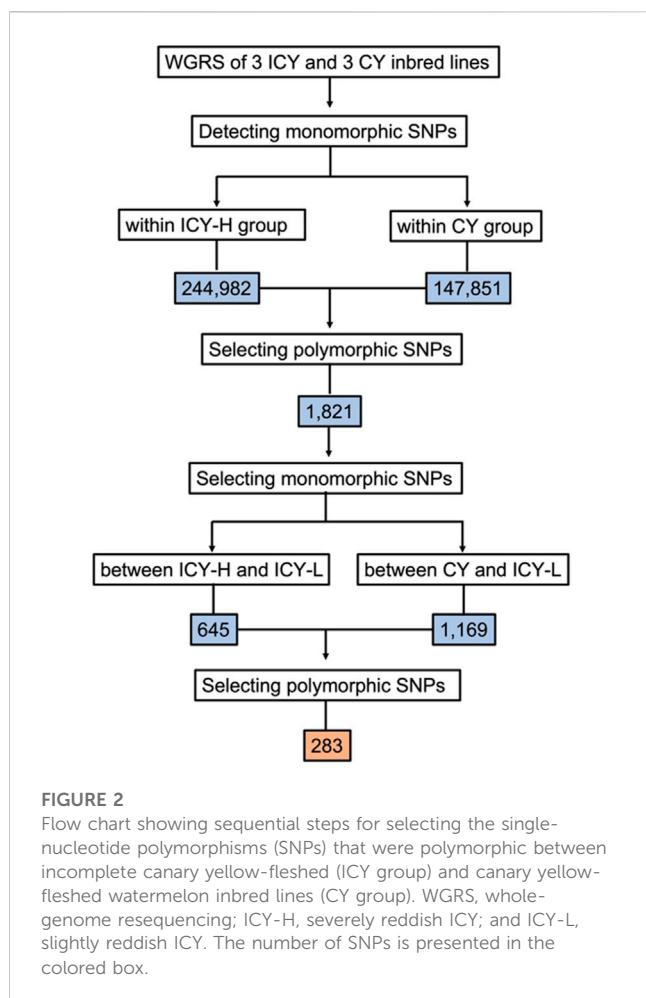 WGRS of 3 ICY and 3 CY inbred lines
Detecting monomorphic SNPs
within ICY-H group
within CY group
244,982
147,851
Selecting polymorphic SNPs
1,821
Selecting monomorphic SNPs
between ICY-H and ICY-L
between CY and ICY-L
645
1,169
Selecting polymorphic SNPs
283
FIGURE 2
Flow chart showing sequential steps for selecting the single-
nucleotide polymorphisms (SNPs) that were polymorphic between
incomplete canary yellow-fleshed (ICY group) and canary yellow-
fleshed watermelon inbred lines (CY group). WGRS, whole-
genome resequencing; ICY-H, severely reddish ICY; and ICY-L,
slightly reddish ICY. The number of SNPs is presented in the
colored box.